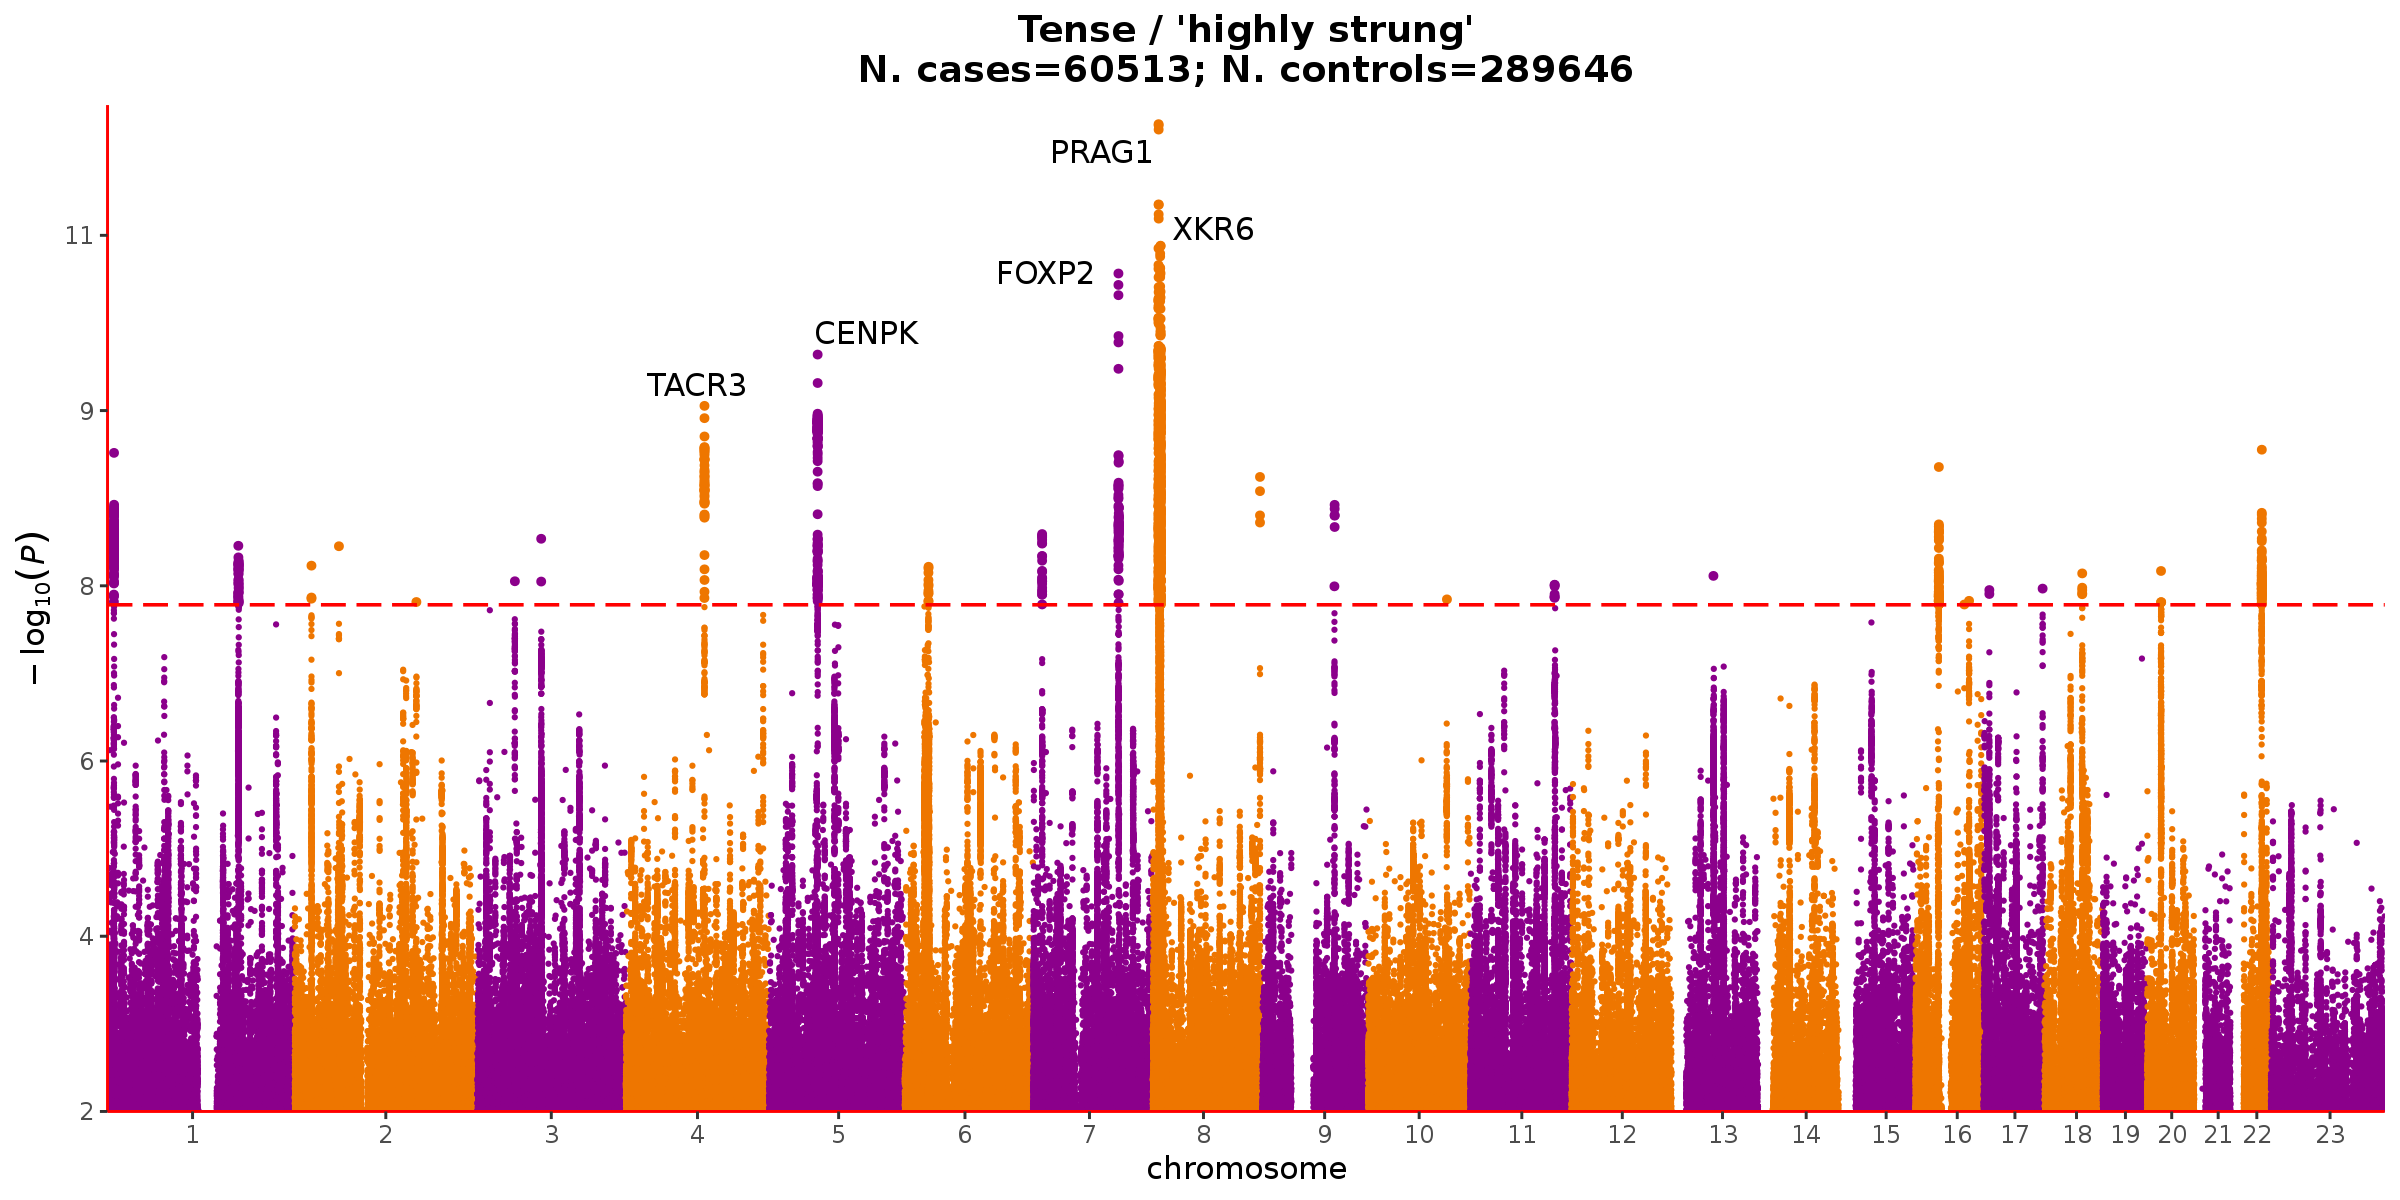 Tense / 'highly strung'
N. cases=60513; N. controls=289646
PRAG1
XKR6
FOXP2
CENPK
TACR3
11
9
8
6
4
2
− log10(P)
1 2 3 4 5 6 7 8 9 10 11 12 13 14 15 16 17 18 19 20 21 22 23
chromosome